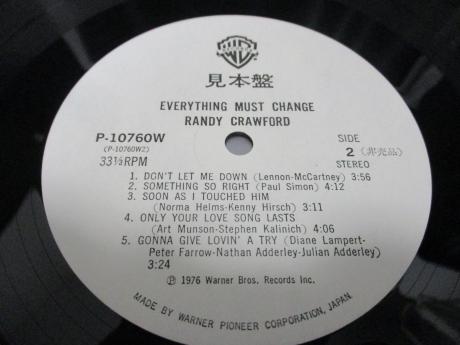 見本盤
EVERYTHING MUST CHANGE
RANDY CRAWFORD
P-10760W
(P-10760W2)
33⅓RPM
SIDE
2 (非売品)
STEREO
1. DON'T LET ME DOWN (Lennon-McCartney) 3:56
2. SOMETHING SO RIGHT (Paul Simon) 4:12
3. SOON AS I TOUCHED HIM
(Norma Helms-Kenny Hirsch) 3:11
4. ONLY YOUR LOVE SONG LASTS
(Art Munson-Stephen Kalinich) 4:06
5. GONNA GIVE LOVIN' A TRY (Diane Lampert-
Peter Farrow-Nathan Adderley-Julian Adderley)
3:24
Ⓟ 1976 Warner Bros. Records Inc.
MADE BY WARNER PIONEER CORPORATION, JAPAN.